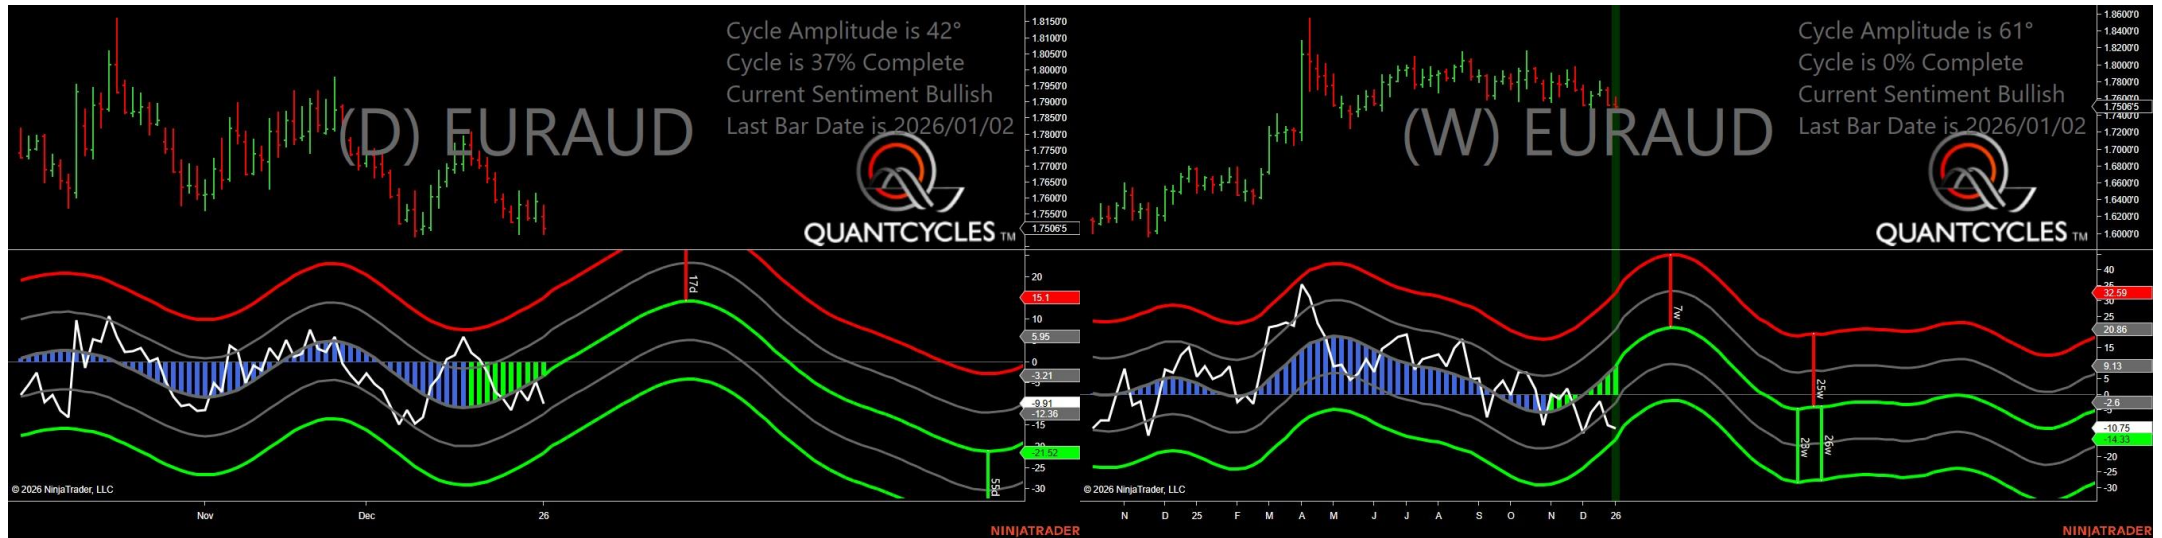 Cycle Amplitude is 42°
Cycle is 37% Complete
Current Sentiment Bullish
Last Bar Date is 2026/01/02
(D) EURAUD
QUANTCYCLES TM
1.8150'0
1.8100'0
1.8050'0
1.8000'0
1.7950'0
1.7900'0
1.7850'0
1.7800'0
1.7770'0
1.7650'0
1.7600'0
1.7550'0
1.7506'5
17d
55d
20
15.1
10
5.95
0
-3.21
-5
-9.91
-12.36
-15
-21.52
-25
-30
© 2026 NinjaTrader, LLC
Nov
Dec
26
NINJATRADER
Cycle Amplitude is 61°
Cycle is 0% Complete
Current Sentiment Bullish
Last Bar Date is 2026/01/02
(W) EURAUD
QUANTCYCLES TM
1.8600'0
1.8400'0
1.8200'0
1.8000'0
1.7800'0
1.7600'0
1.7506'5
1.7400'0
1.7200'0
1.7000'0
1.6800'0
1.6600'0
1.6400'0
1.6200'0
1.6000'0
7w
25w
23w
26w
40
35
32.59
30
25
20.86
15
9.13
5
0
-2.6
-5
-10.75
-14.33
-20
-25
-30
© 2026 NinjaTrader, LLC
N D 25 F M A M J J A S O N D 26
NINJATRADER